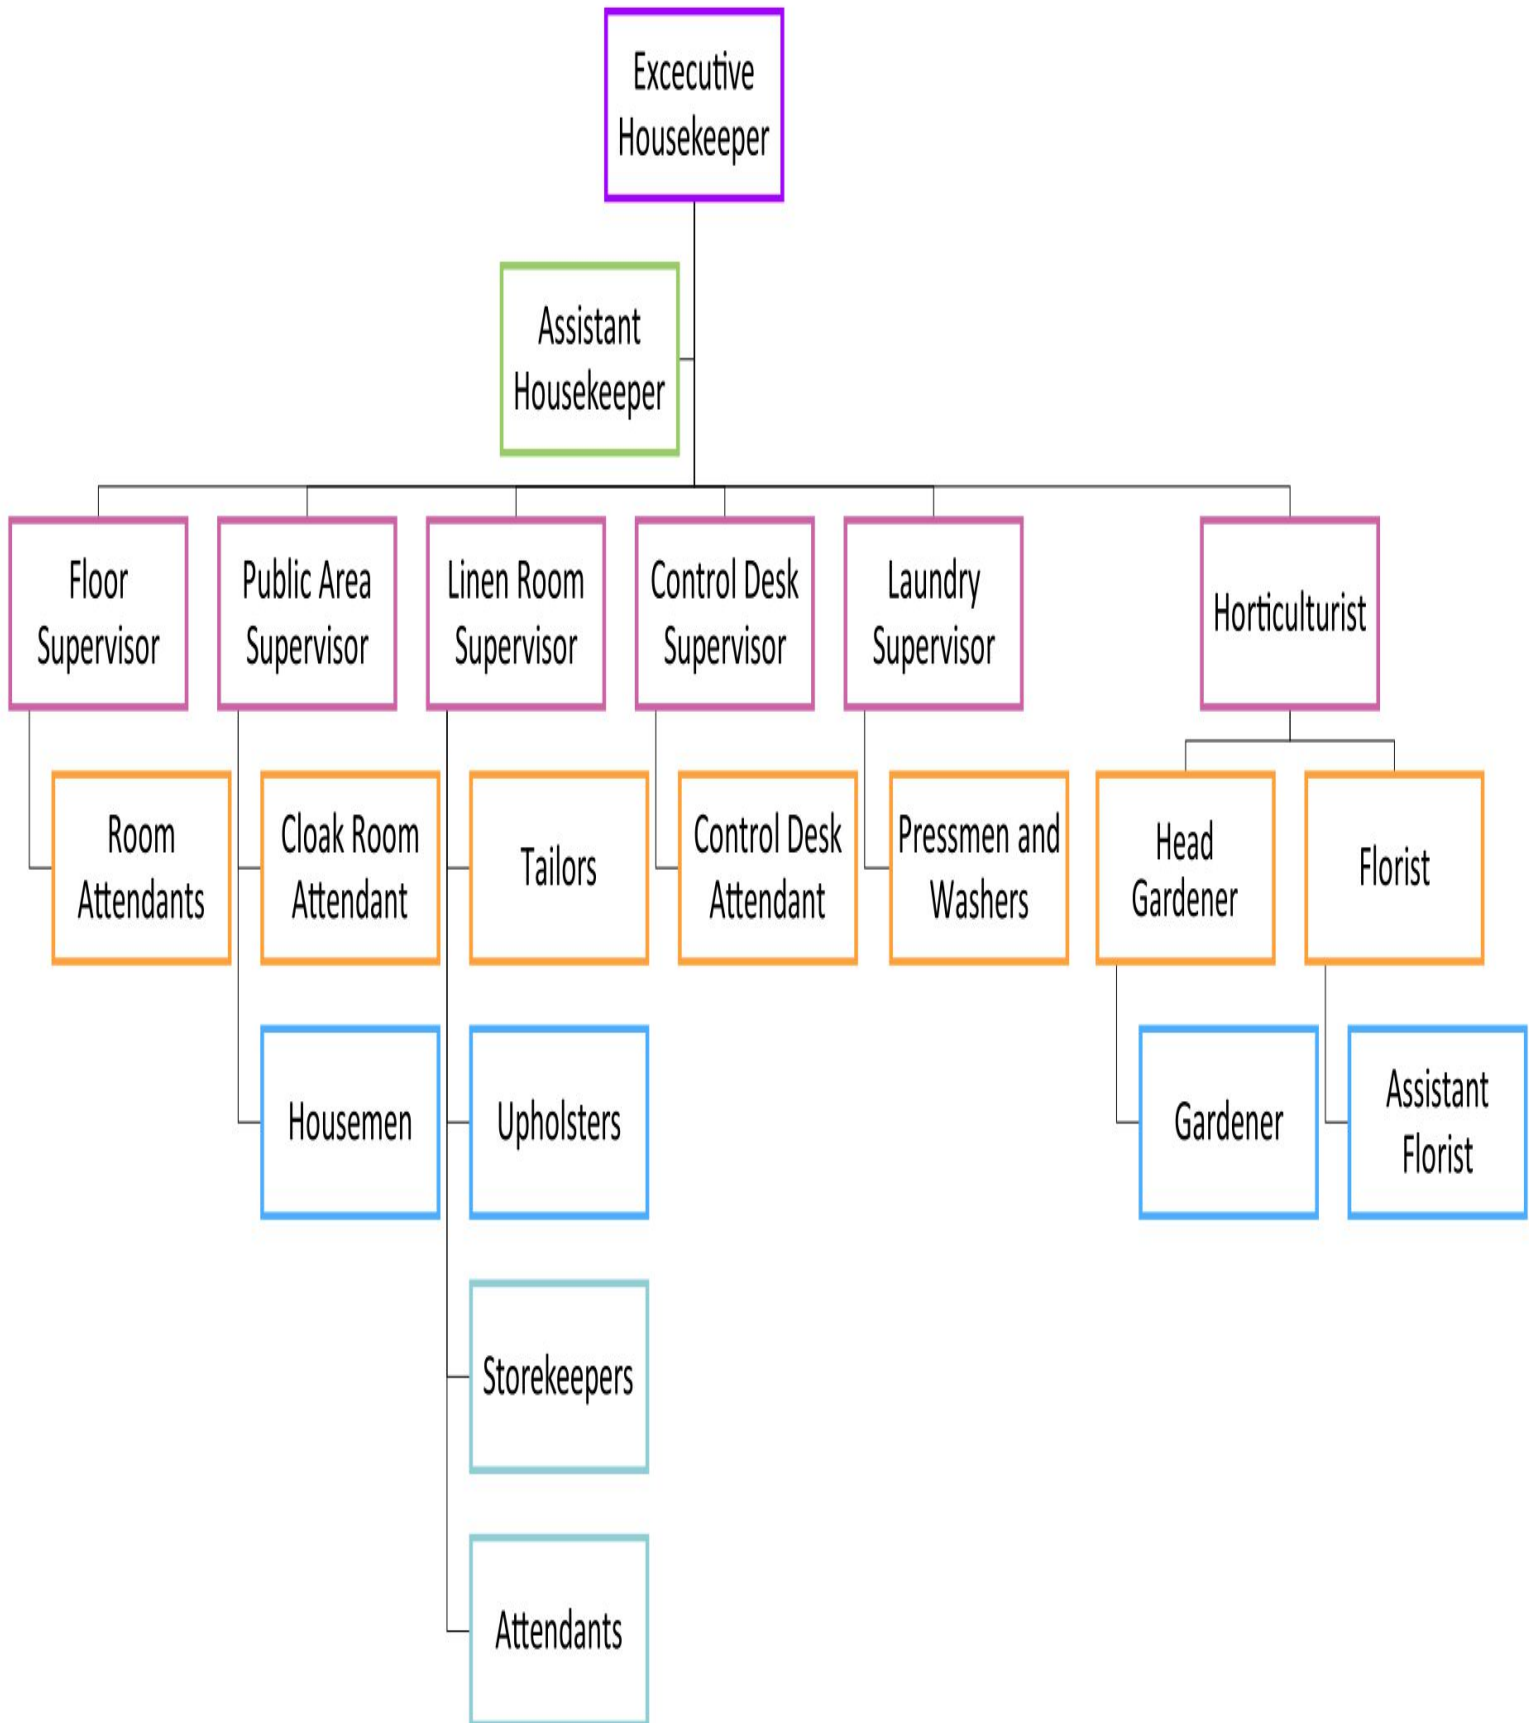 Excecutive
Housekeeper
Assistant
Housekeeper
Floor
Supervisor
Public Area
Supervisor
Linen Room
Supervisor
Control Desk
Supervisor
Laundry
Supervisor
Horticulturist
Room
Attendants
Cloak Room
Attendant
Tailors
Control Desk
Attendant
Pressmen and
Washers
Head
Gardener
Florist
Housemen
Upholsters
Gardener
Assistant
Florist
Storekeepers
Attendants